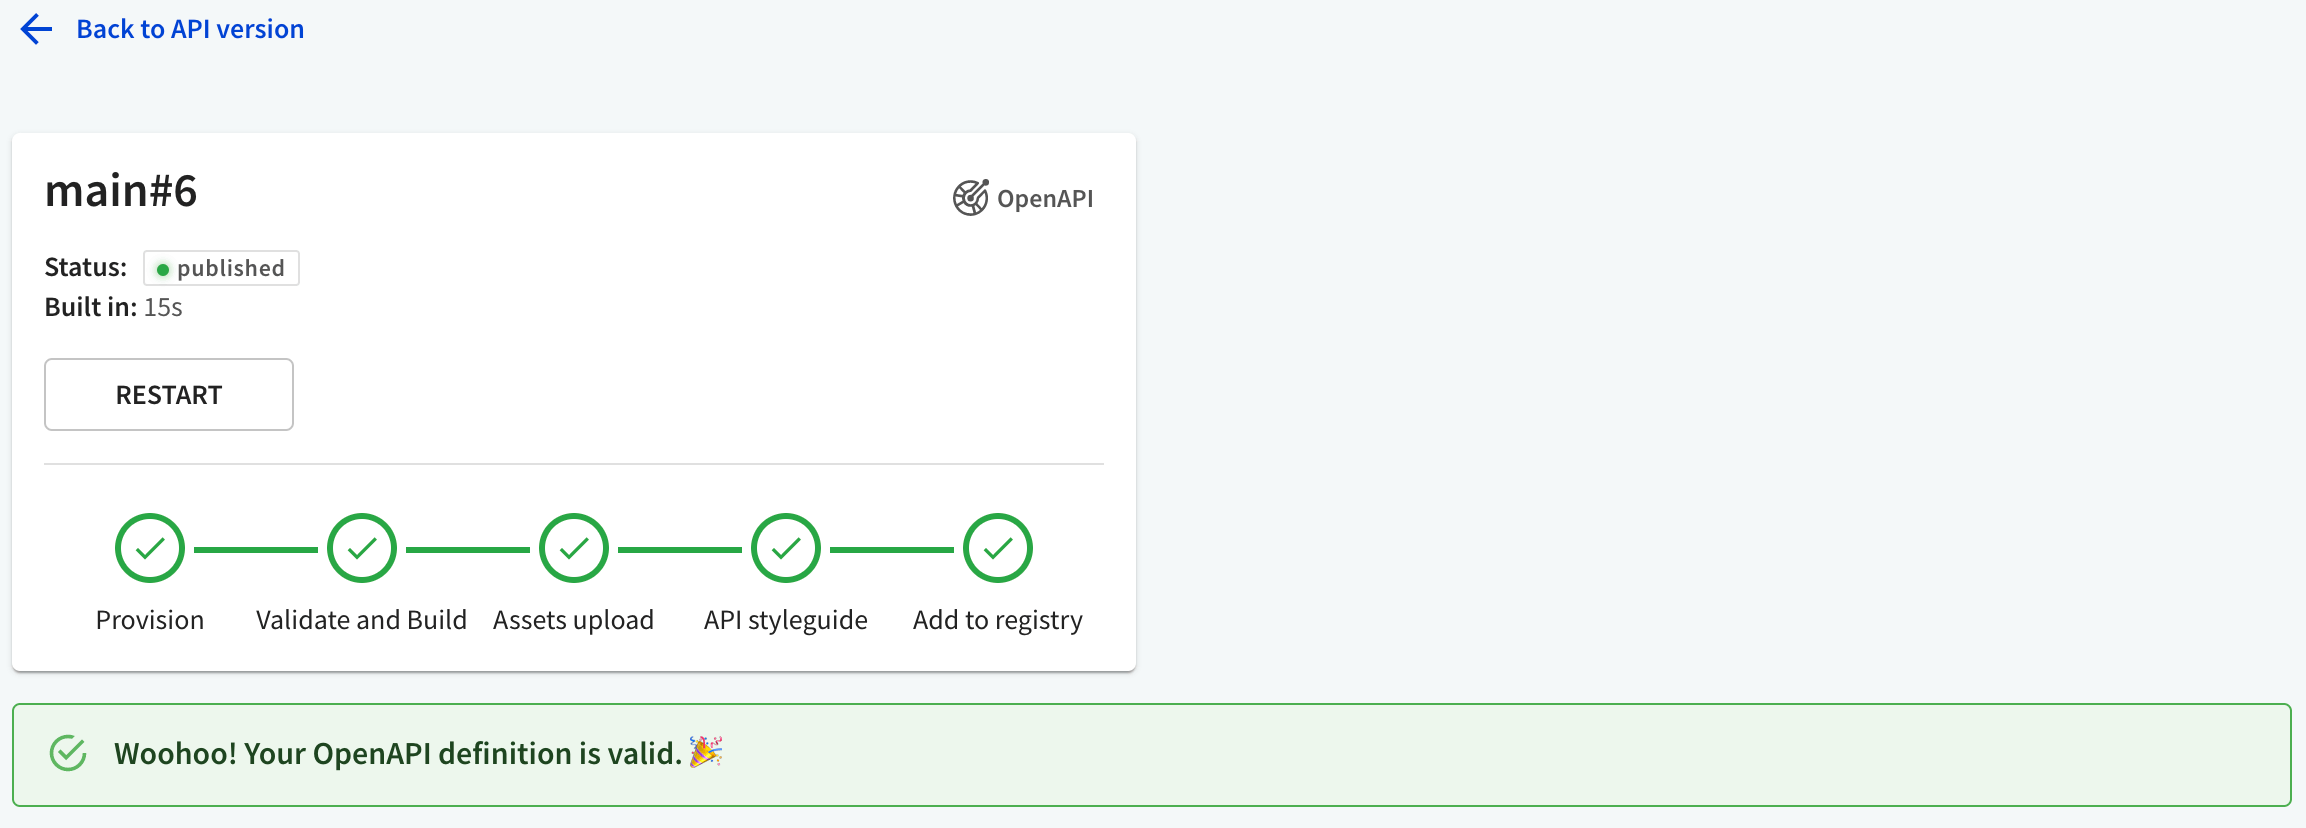 Back to API version
main#6
OpenAPI
Status: published
Built in: 15s
RESTART
Provision
Validate and Build
Assets upload
API styleguide
Add to registry
Woohoo! Your OpenAPI definition is valid. 🎉